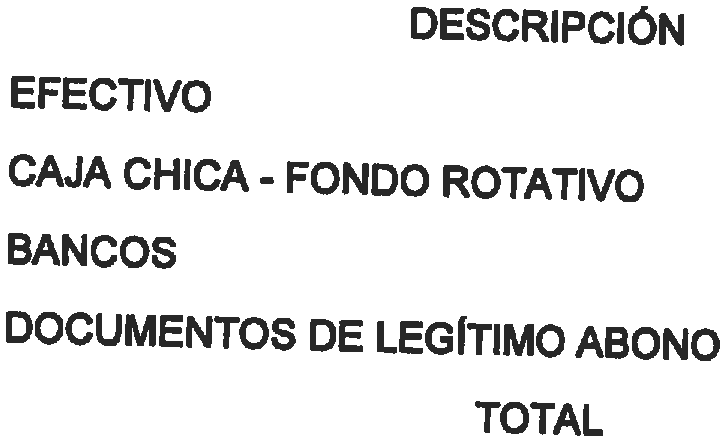 DESCRIPCIÓN
EFECTIVO
CAJA CHICA - FONDO ROTATIVO
BANCOS
DOCUMENTOS DE LEGÍTIMO ABONO
TOTAL